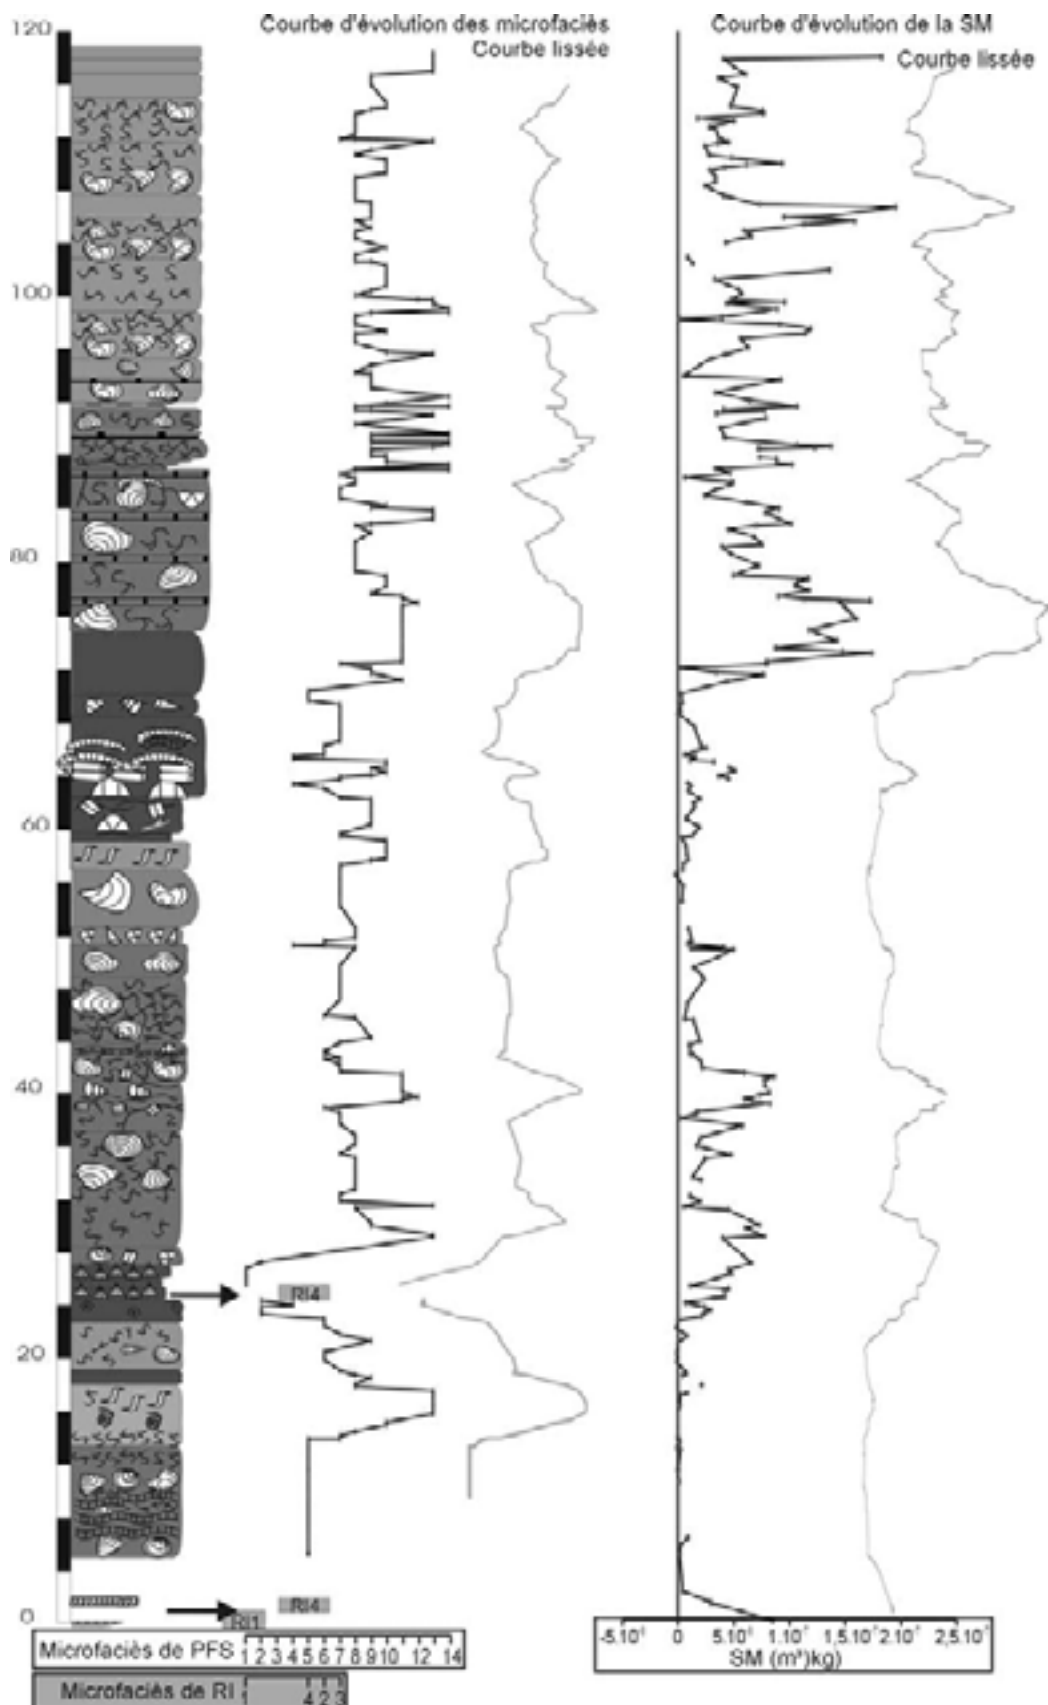 Courbe d'évolution des microfaciès
Courbe lissée
Courbe d'évolution de la SM
Courbe lissée
120
100
80
60
40
20
0
RI4
RI4
RI1
Microfaciès de PFS 1 2 3 4 5 6 7 8 9 10 12 14
Microfaciès de RI 4 2 3
0
SM (m³)kg)